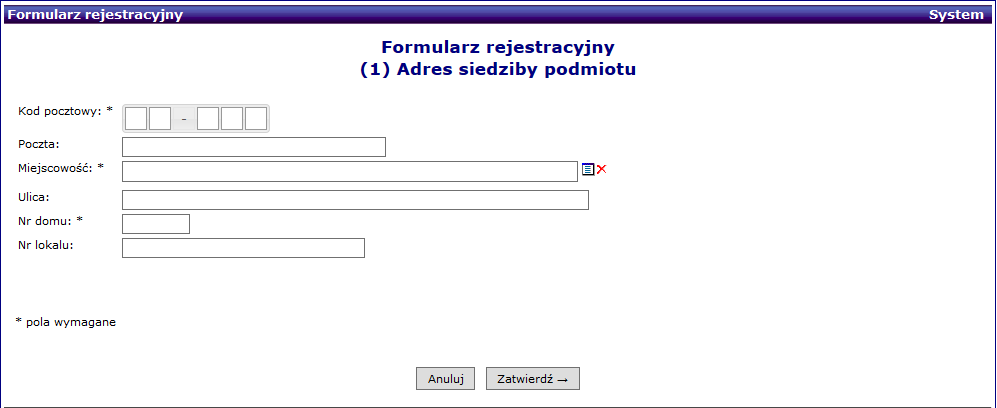 Formularz rejestracyjny System
Formularz rejestracyjny
(1) Adres siedziby podmiotu
Kod pocztowy: * -
Poczta:
Miejscowość: *
Ulica:
Nr domu: *
Nr lokalu:
* pola wymagane
Anuluj Zatwierdź →